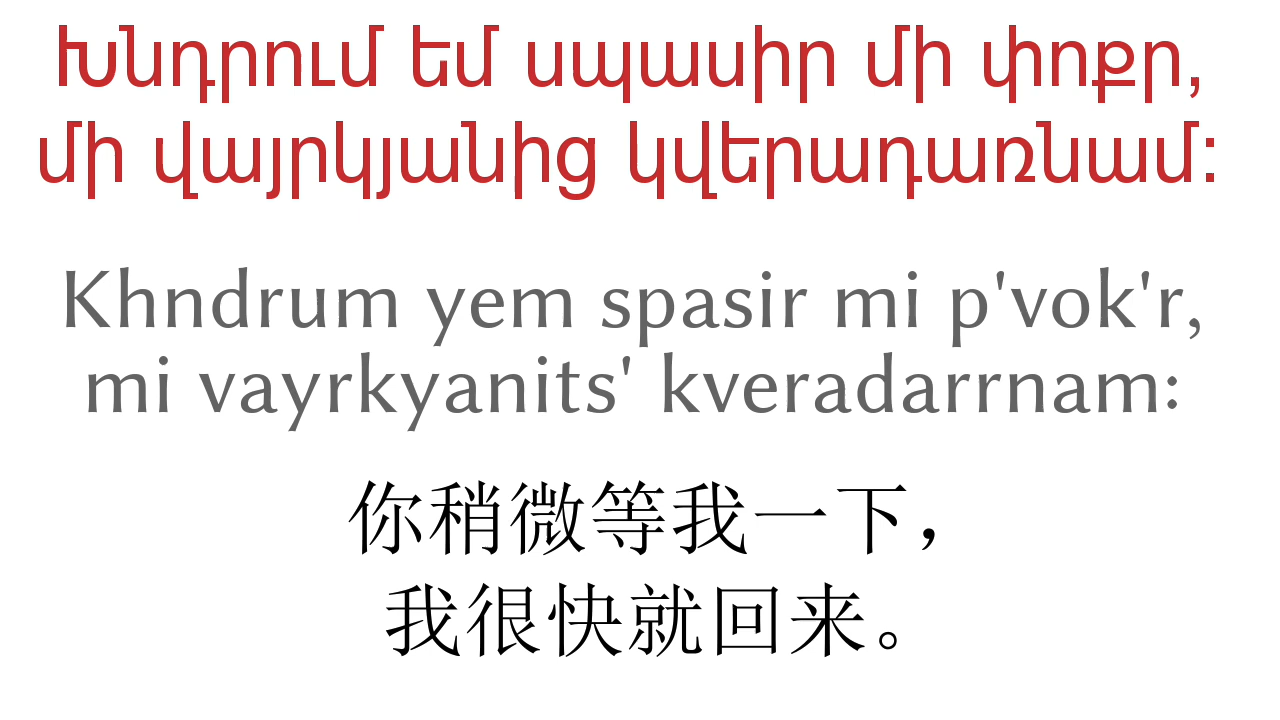 Խնդրում եմ սպասիր մի փոքր,
մի վայրկյանից կվերադառնամ:
Khndrum yem spasir mi p'vok'r,
mi vayrkyanits' kveradarrnam:
你稍微等我一下，
我很快就回来。